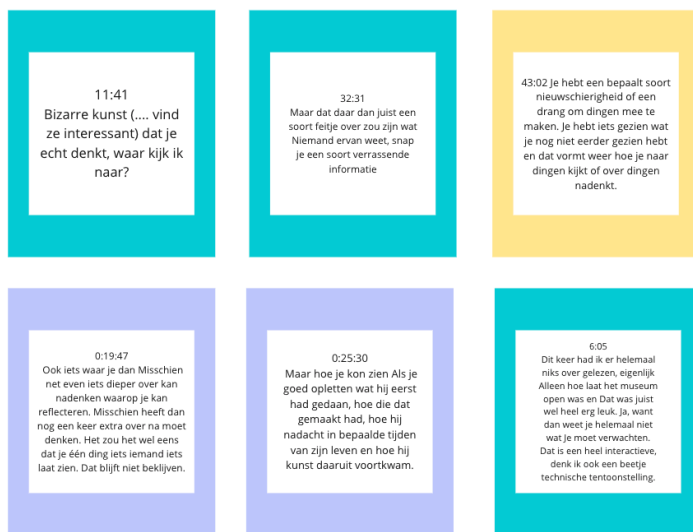 11:41
Bizarre kunst (.... vind
ze interessant) dat je
echt denkt, waar kijk ik
naar?
32:31
Maar dat daar dan juist een
soort feitje over zou zijn wat
Niemand ervan weet, snap
je een soort verrassende
informatie
43:02 Je hebt een bepaalt soort
nieuwschierigheid of een
drang om dingen mee te
maken. Je hebt iets gezien wat
je nog niet eerder gezien hebt
en dat vormt weer hoe je naar
dingen kijkt of over dingen
nadenkt.
0:19:47
Ook iets waar je dan Misschien
net even iets dieper over kan
nadenken waarop je kan
reflecteren. Misschien heeft dan
nog een keer extra over na moet
denken. Het zou het wel eens
dat je één ding iets iemand iets
laat zien. Dat blijft niet beklijven.
0:25:30
Maar hoe je kon zien Als je
goed opletten wat hij eerst
had gedaan, hoe die dat
gemaakt had, hoe hij
nadacht in bepaalde tijden
van zijn leven en hoe hij
kunst daaruit voortkwam.
6:05
Dit keer had ik er helemaal
niks over gelezen, eigenlijk
Alleen hoe laat het museum
open was en Dat was juist
wel heel erg leuk. Ja, want
dan weet je helemaal niet
wat Je moet verwachten.
Dat is een heel interactieve,
denk ik ook een beetje
technische tentoonstelling.